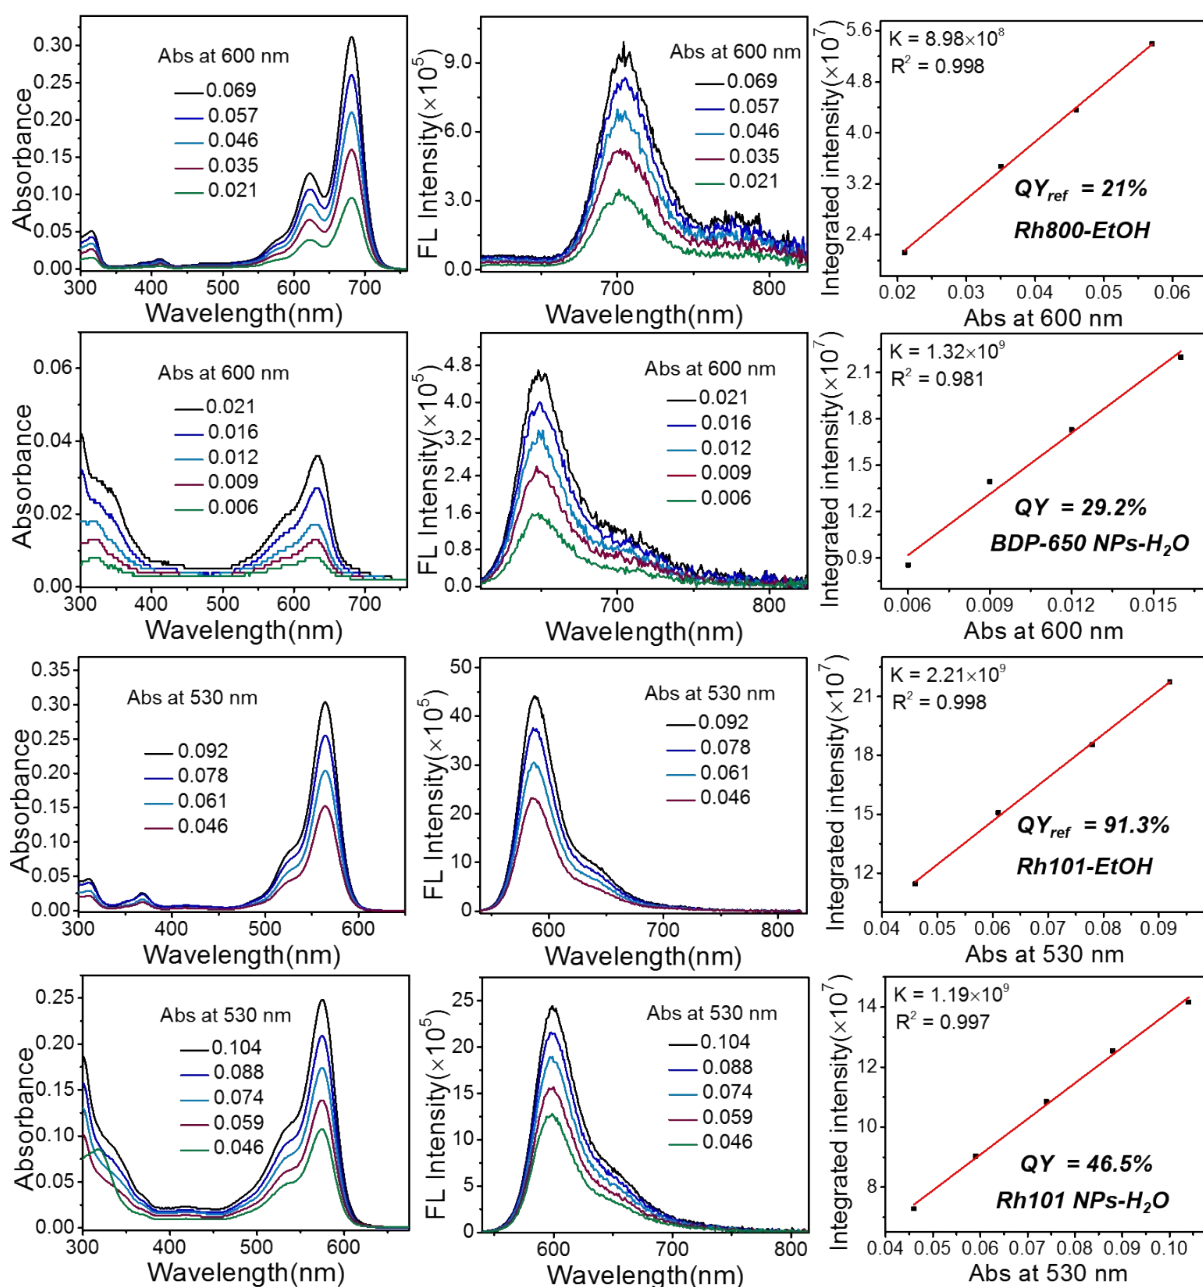 Absorbance
0.30
0.25
0.20
0.15
0.10
0.05
0.00
Abs at 600 nm
0.069
0.057
0.046
0.035
0.021
300 400 500 600 700
Wavelength(nm)
FL Intensity(×10⁵)
9.0
6.0
3.0
0.0
Abs at 600 nm
0.069
0.057
0.046
0.035
0.021
700 800
Wavelength(nm)
Integrated intensity(×10⁷)
5.6
4.8
4.0
3.2
2.4
K = 8.98×10⁸
R² = 0.998
QY_ref = 21%
Rh800-EtOH
0.02 0.03 0.04 0.05 0.06
Abs at 600 nm
Absorbance
0.06
0.04
0.02
0.00
Abs at 600 nm
0.021
0.016
0.012
0.009
0.006
300 400 500 600 700
Wavelength(nm)
FL Intensity(×10⁵)
4.8
4.0
3.2
2.4
1.6
0.8
0.0
Abs at 600 nm
0.021
0.016
0.012
0.009
0.006
700 800
Wavelength(nm)
Integrated intensity(×10⁷)
2.1
1.8
1.5
1.2
0.9
K = 1.32×10⁹
R² = 0.981
QY = 29.2%
BDP-650 NPs-H₂O
0.006 0.009 0.012 0.015
Abs at 600 nm
Absorbance
0.35
0.30
0.25
0.20
0.15
0.10
0.05
0.00
Abs at 530 nm
0.092
0.078
0.061
0.046
300 400 500 600
Wavelength(nm)
FL Intensity(×10⁵)
50
40
30
20
10
0
Abs at 530 nm
0.092
0.078
0.061
0.046
600 700 800
Wavelength(nm)
Integrated intensity(×10⁷)
21
18
15
12
K = 2.21×10⁹
R² = 0.998
QY_ref = 91.3%
Rh101-EtOH
0.04 0.05 0.06 0.07 0.08 0.09
Abs at 530 nm
Absorbance
0.25
0.20
0.15
0.10
0.05
0.00
Abs at 530 nm
0.104
0.088
0.074
0.059
0.046
300 400 500 600
Wavelength(nm)
FL Intensity(×10⁵)
25
20
15
10
5
0
Abs at 530 nm
0.104
0.088
0.074
0.059
0.046
600 700 800
Wavelength(nm)
Integrated intensity(×10⁷)
14
12
10
8
K = 1.19×10⁹
R² = 0.997
QY = 46.5%
Rh101 NPs-H₂O
0.04 0.05 0.06 0.07 0.08 0.09 0.10
Abs at 530 nm